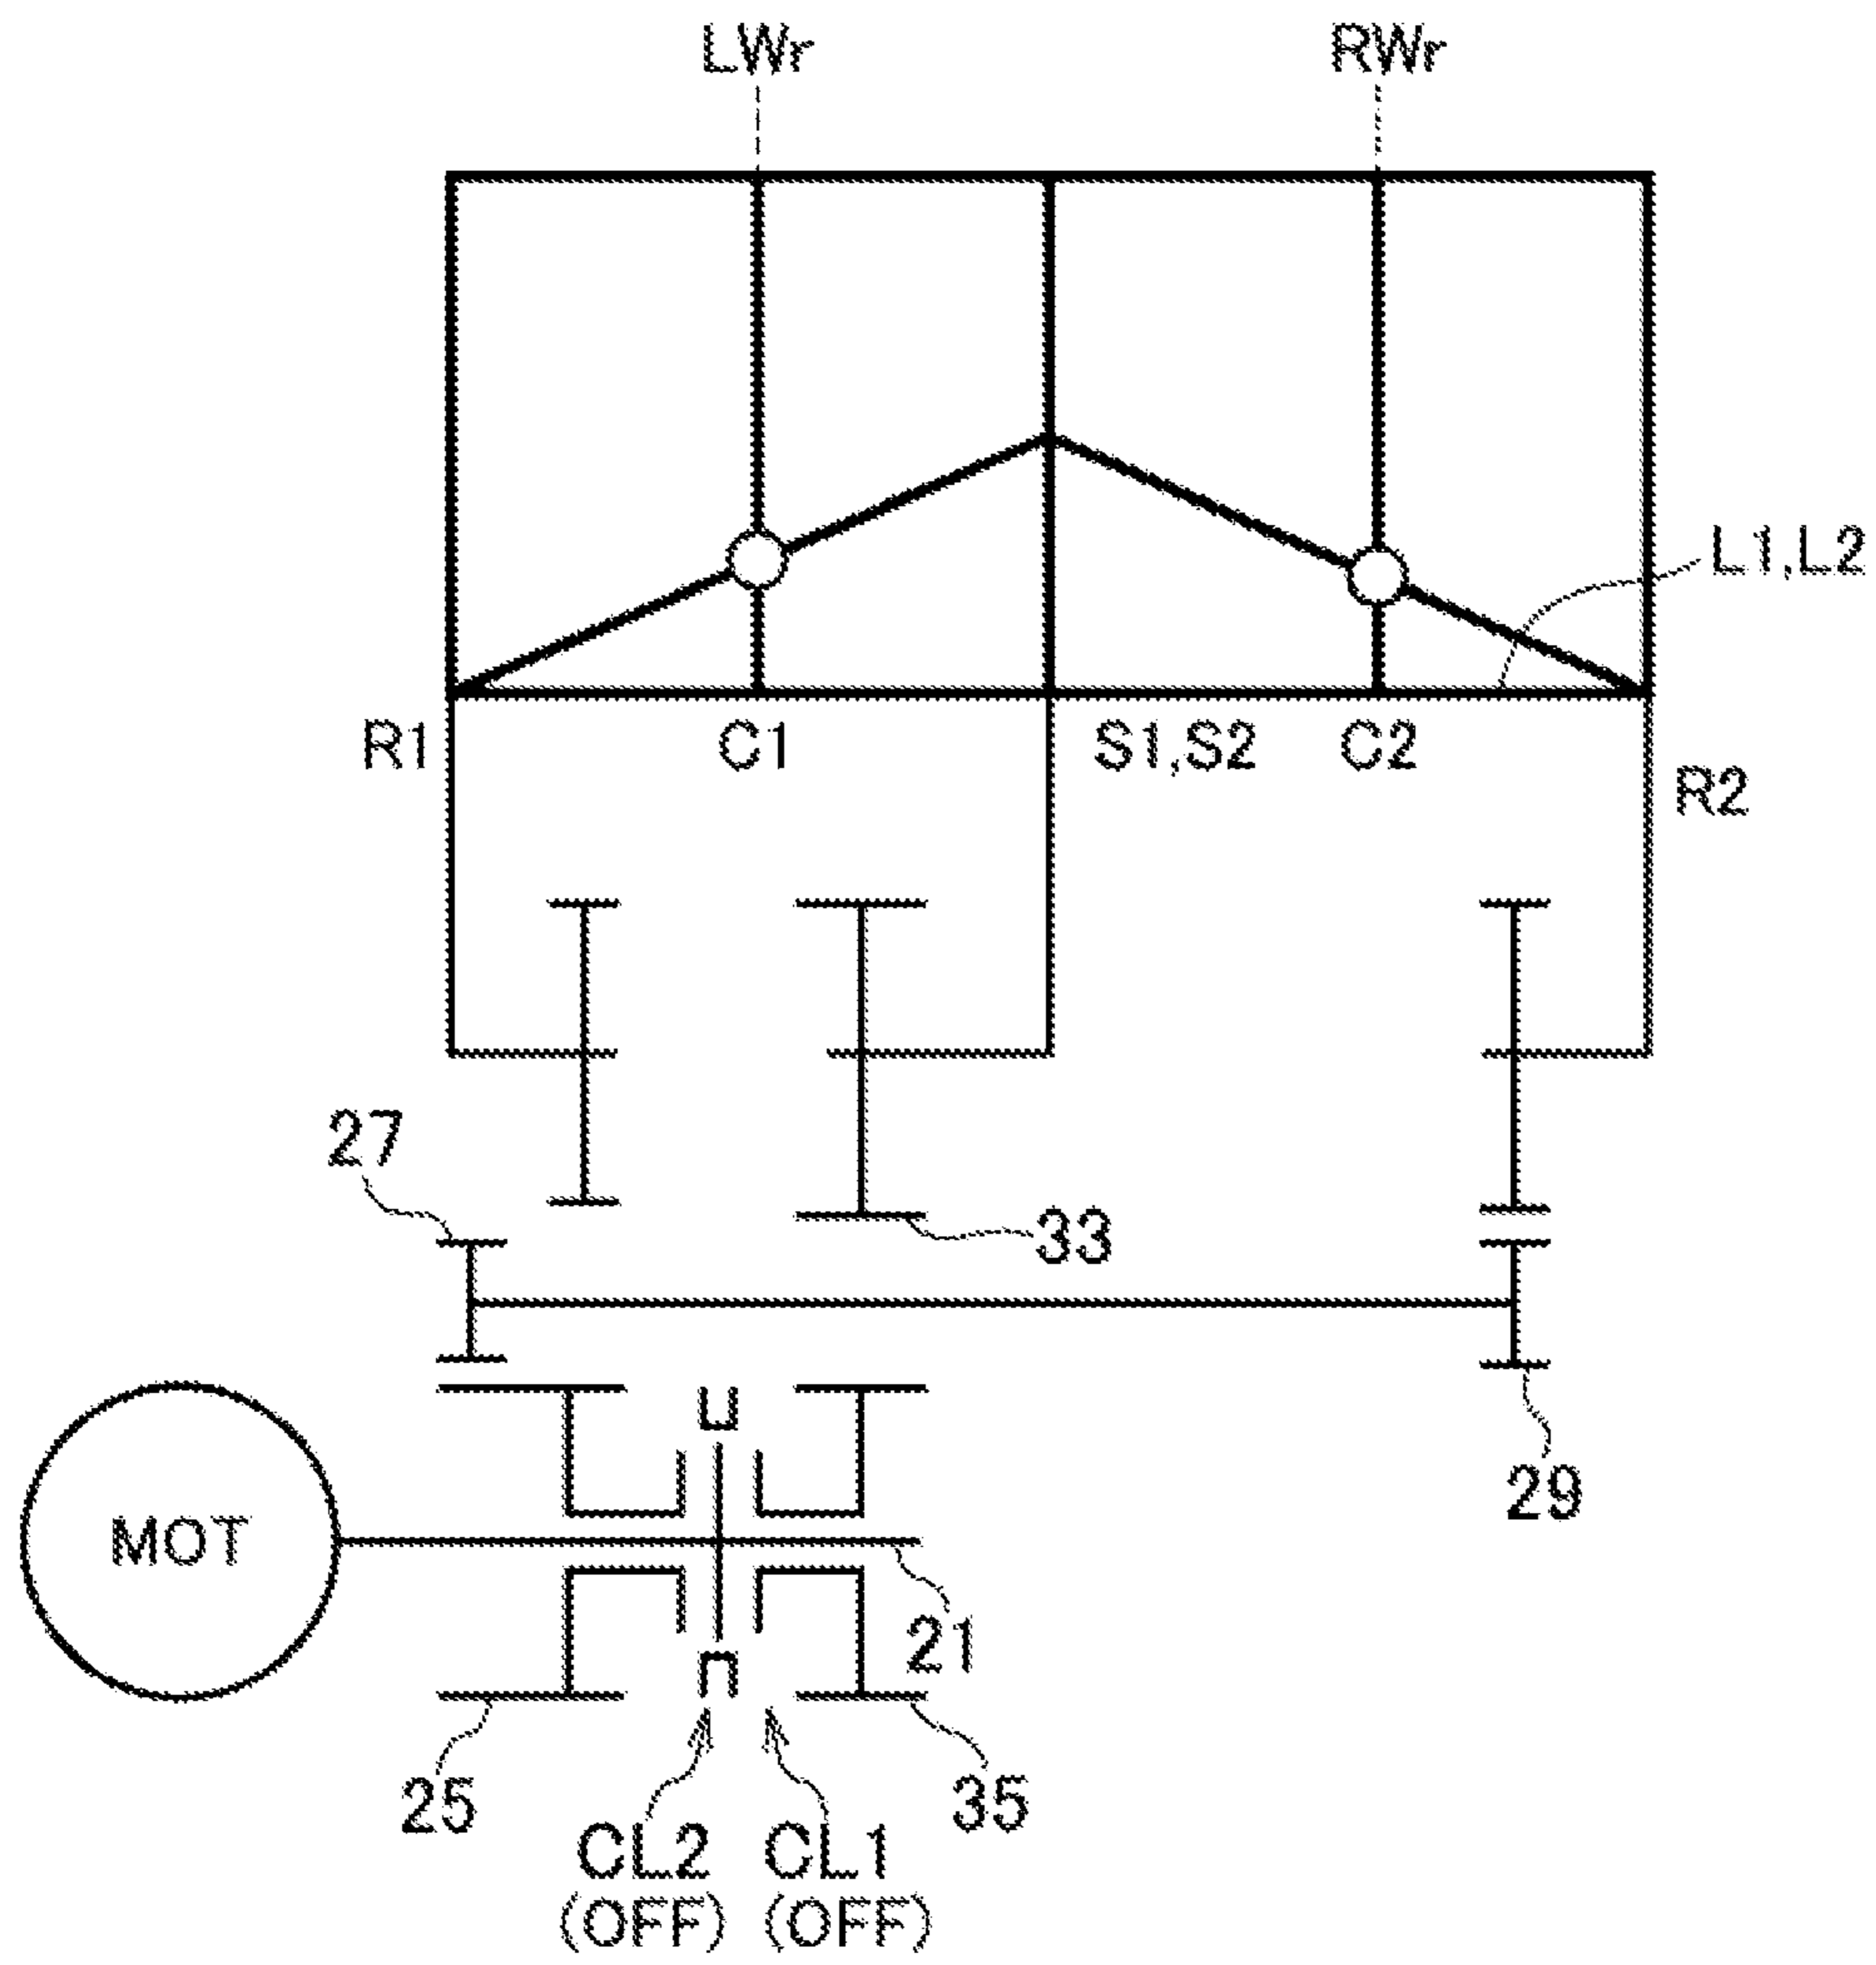 LWr RWr
L1,L2
R1 C1 S1,S2 C2
R2
27
33
29
MOT
21
25 35
CL2 CL1
(OFF) (OFF)